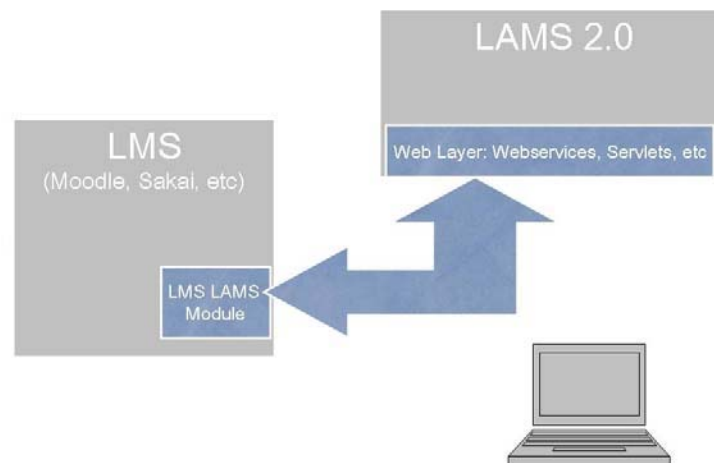 LAMS 2.0
Web Layer: Webservices, Servlets, etc
LMS
(Moodle, Sakai, etc)
LMS LAMS
Module